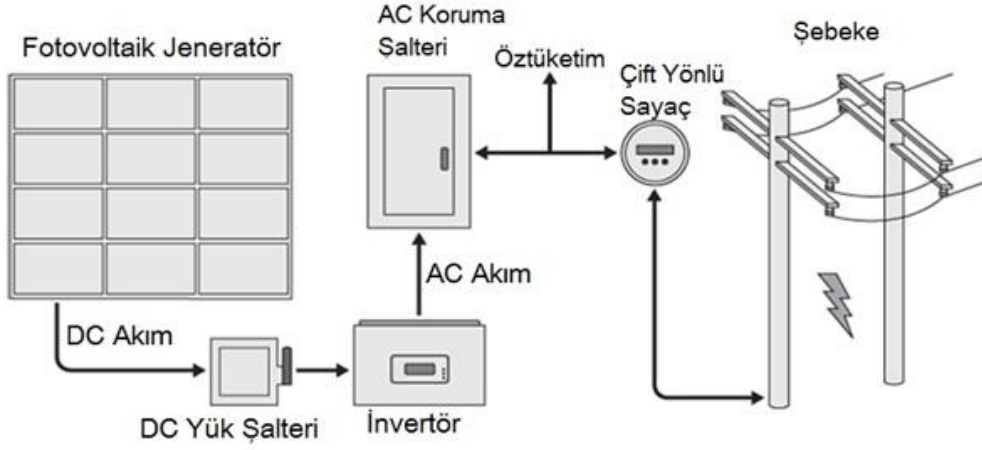 Fotovoltaik Jeneratör
AC Koruma
Şalteri
Öztüketim
Çift Yönlü
Sayaç
Şebeke
DC Akım
AC Akım
DC Yük Şalteri
İnvertör